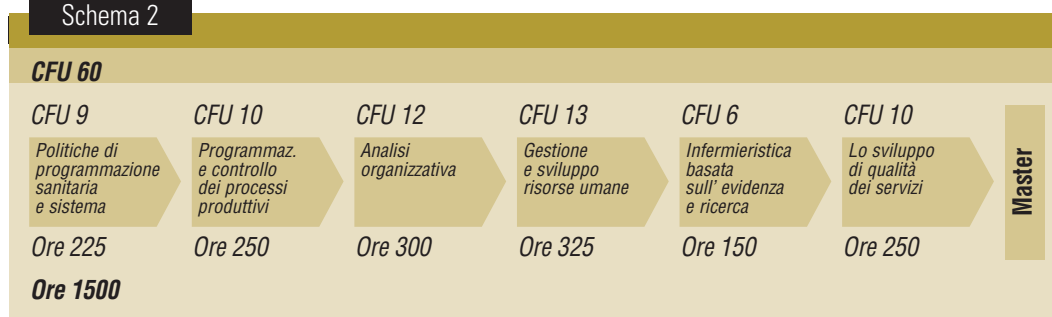 Schema 2
CFU 60
CFU 9
Politiche di
programmazione
sanitaria
e sistema
Ore 225
CFU 10
Programmaz.
e controllo
dei processi
produttivi
Ore 250
CFU 12
Analisi
organizzativa
Ore 300
CFU 13
Gestione
e sviluppo
risorse umane
Ore 325
CFU 6
Infermieristica
basata
sull' evidenza
e ricerca
Ore 150
CFU 10
Lo sviluppo
di qualità
dei servizi
Ore 250
Master
Ore 1500